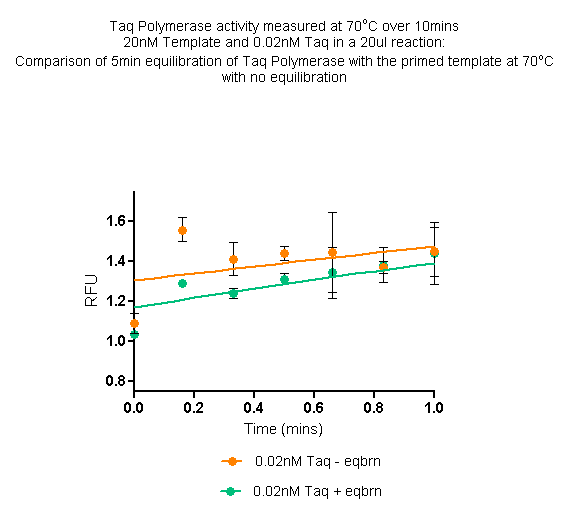 Taq Polymerase activity measured at 70°C over 10mins
20nM Template and 0.02nM Taq in a 20ul reaction:
Comparison of 5min equilibration of Taq Polymerase with the primed template at 70°C
with no equilibration
1.6
1.4
1.2
1.0
0.8
RFU
0.0 0.2 0.4 0.6 0.8 1.0
Time (mins)
0.02nM Taq - eqbrn
0.02nM Taq + eqbrn